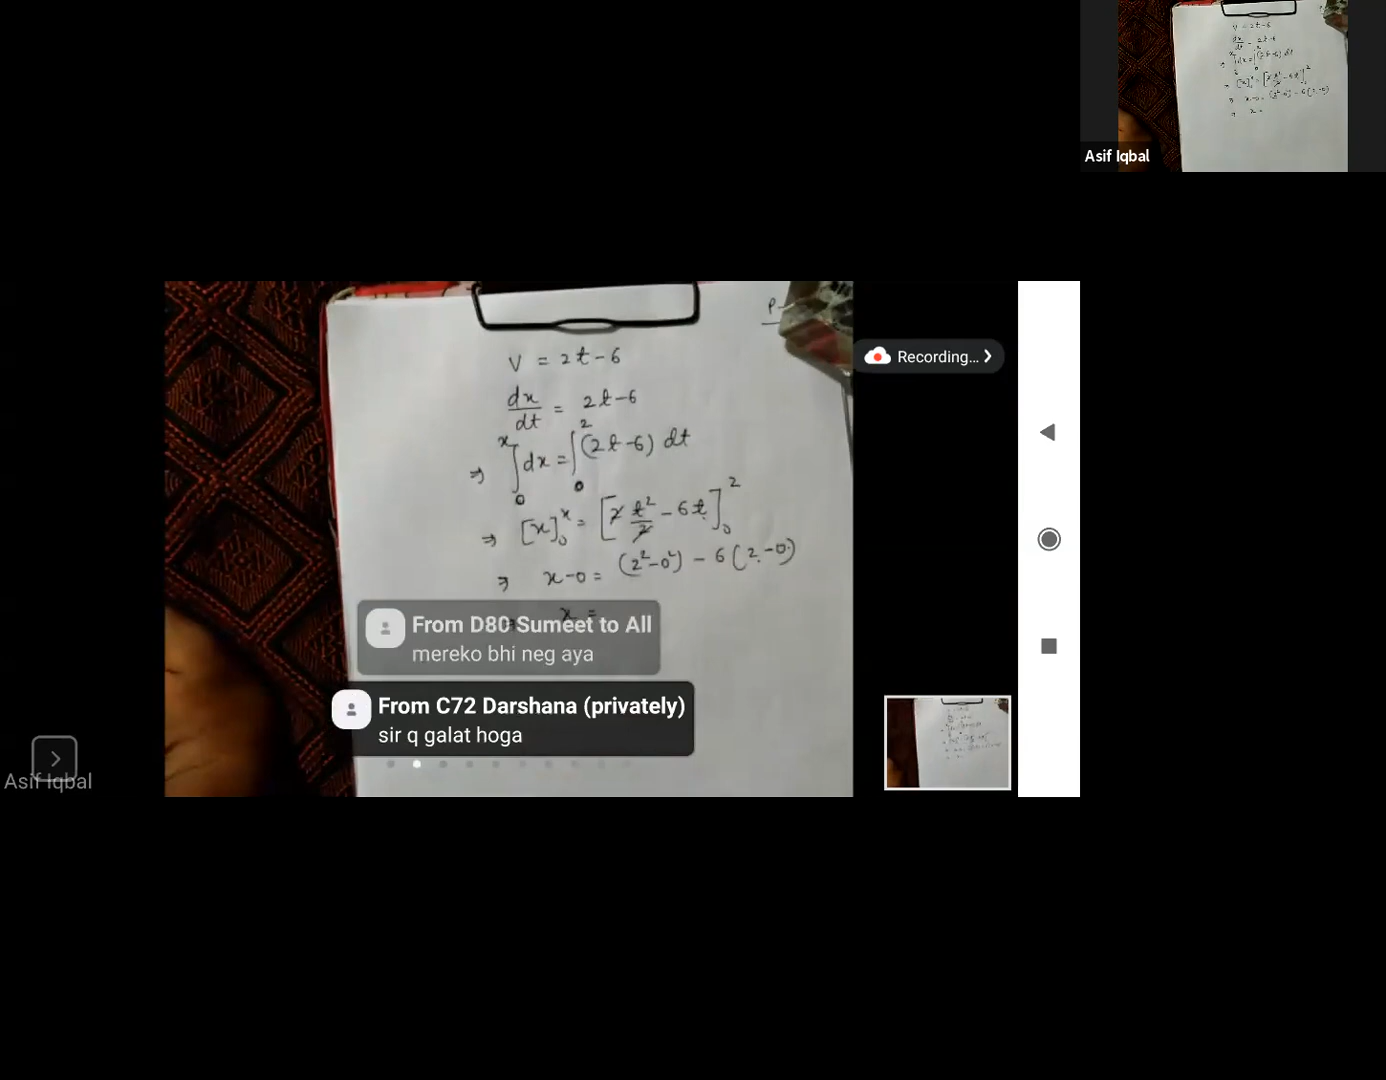 Asif Iqbal
P-
V = 2t-6
dx/dt = 2t-6
⇒ ∫₀ˣ dx = ∫₀² (2t-6) dt
⇒ [x]₀ˣ = [2 t²/2 - 6t]₀²
⇒ x-0 = (2²-0²) - 6(2-0)
⇒ x =
Recording...
From D80 Sumeet to All
mereko bhi neg aya
From C72 Darshana (privately)
sir q galat hoga
Asif Iqbal